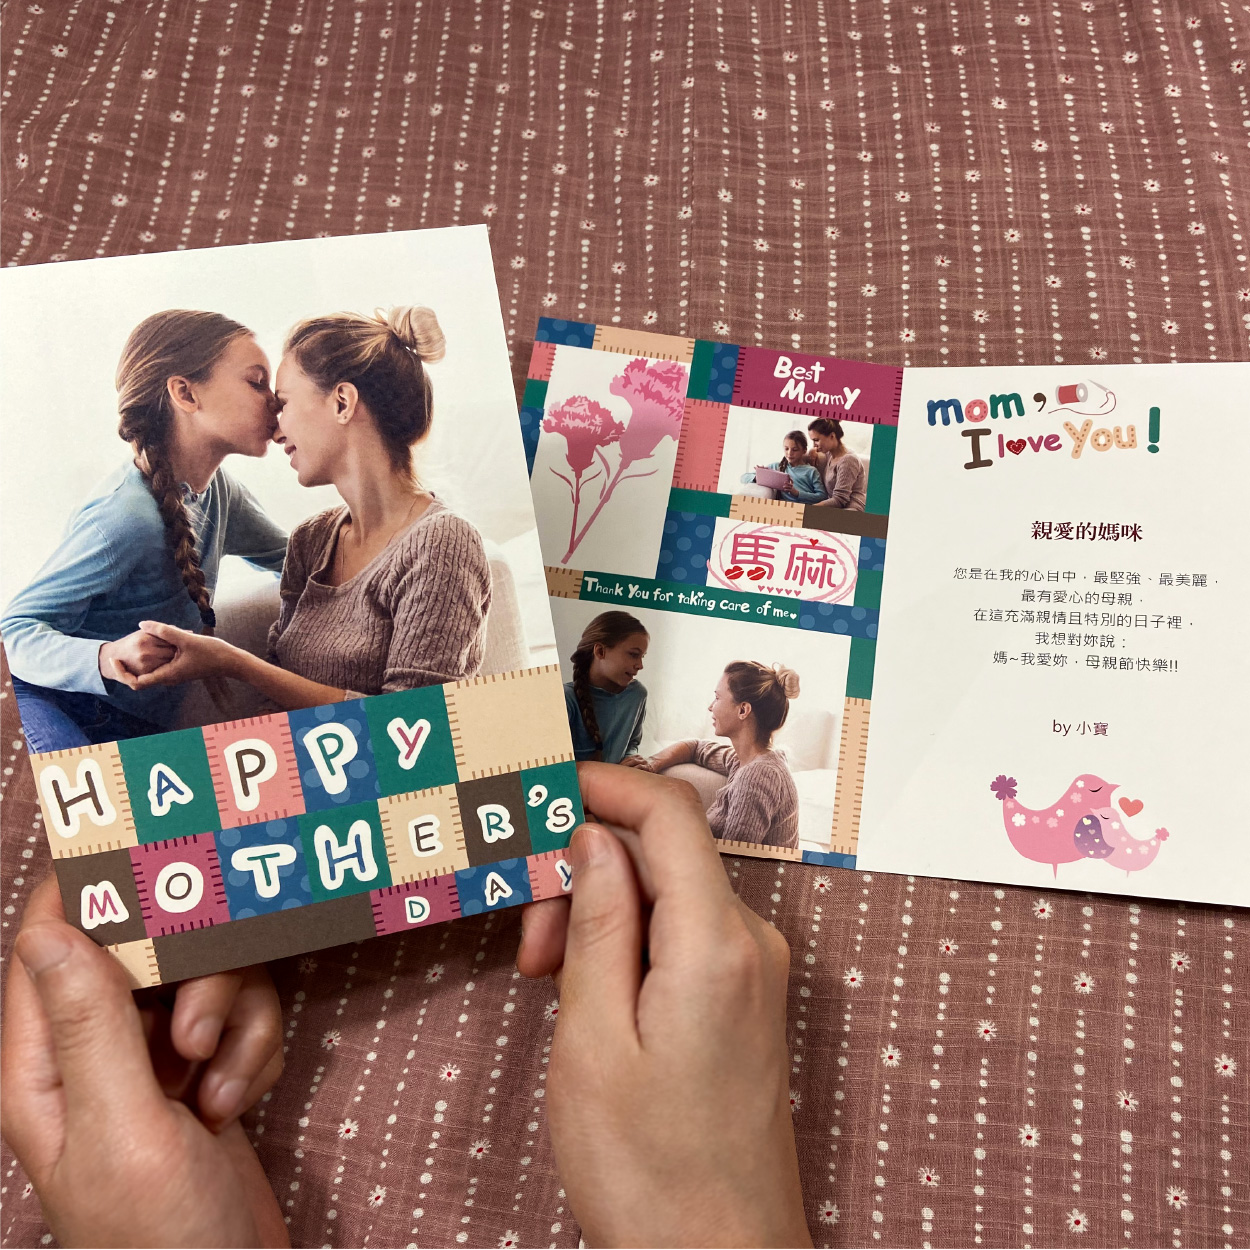 HAPPY
MOTHER'S
DAY
Best
Mommy
馬麻
Thank You for taking care of me
mom,
I love You!
親愛的媽咪
您是在我的心目中，最堅強、最美麗，
最有愛心的母親，
在這充滿親情且特別的日子裡，
我想對妳說：
媽~我愛妳，母親節快樂!!
by 小寶